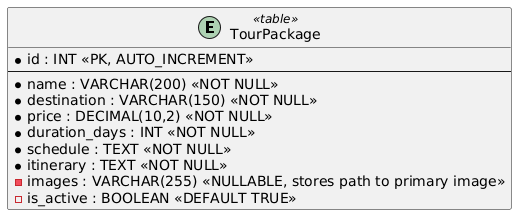 E
«table»
TourPackage
id : INT «PK, AUTO_INCREMENT»
name : VARCHAR(200) «NOT NULL»
destination : VARCHAR(150) «NOT NULL»
price : DECIMAL(10,2) «NOT NULL»
duration_days : INT «NOT NULL»
schedule : TEXT «NOT NULL»
itinerary : TEXT «NOT NULL»
images : VARCHAR(255) «NULLABLE, stores path to primary image»
is_active : BOOLEAN «DEFAULT TRUE»